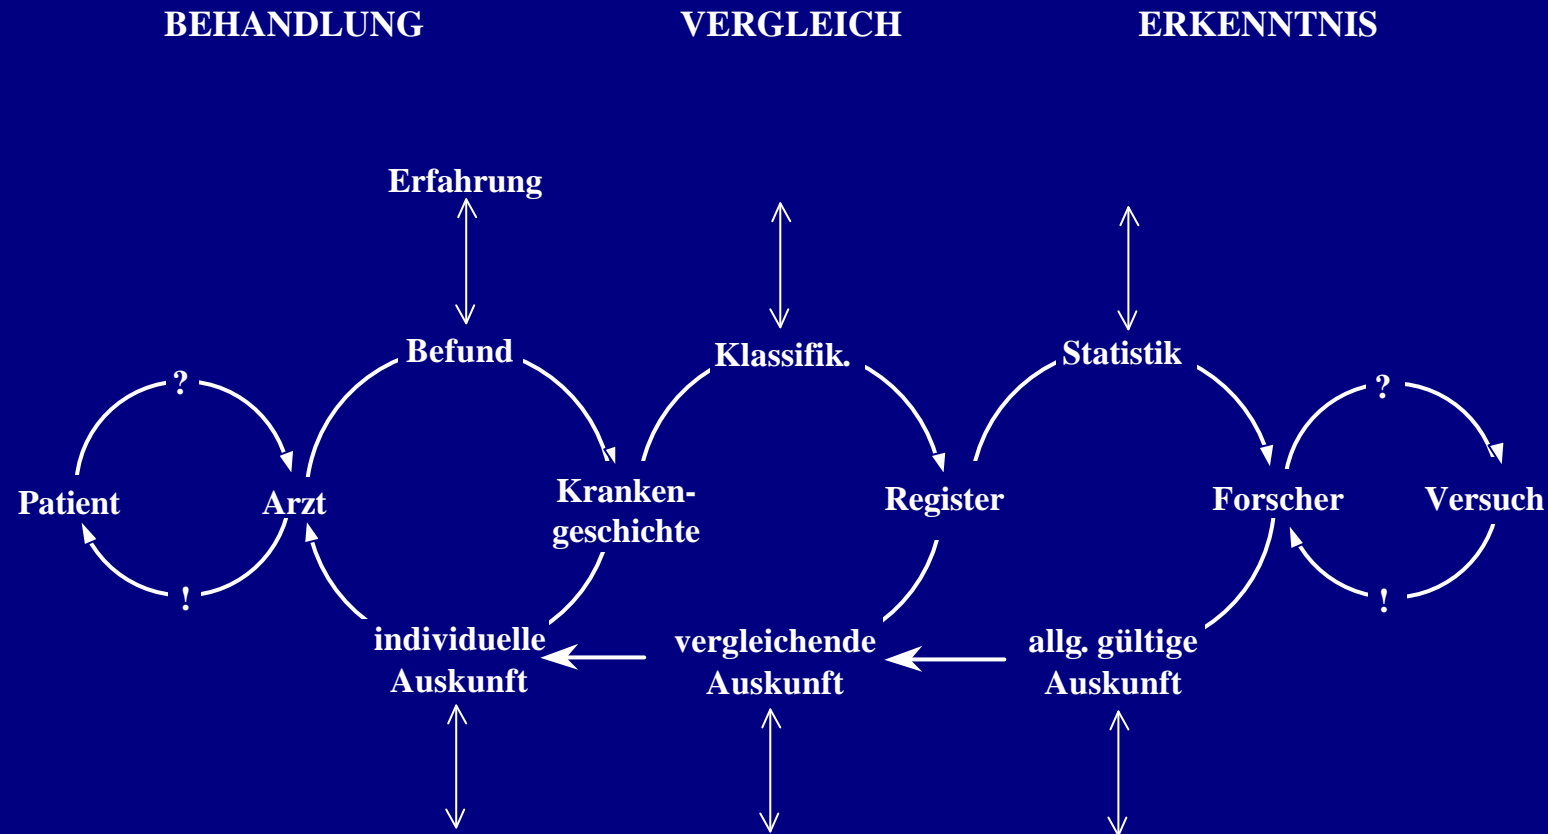 BEHANDLUNG VERGLEICH ERKENNTNIS
Erfahrung
Befund Klassifik. Statistik
? ?
Patient Arzt Kranken- Register Forscher Versuch
geschichte
! !
individuelle vergleichende allg. gültige
Auskunft Auskunft Auskunft